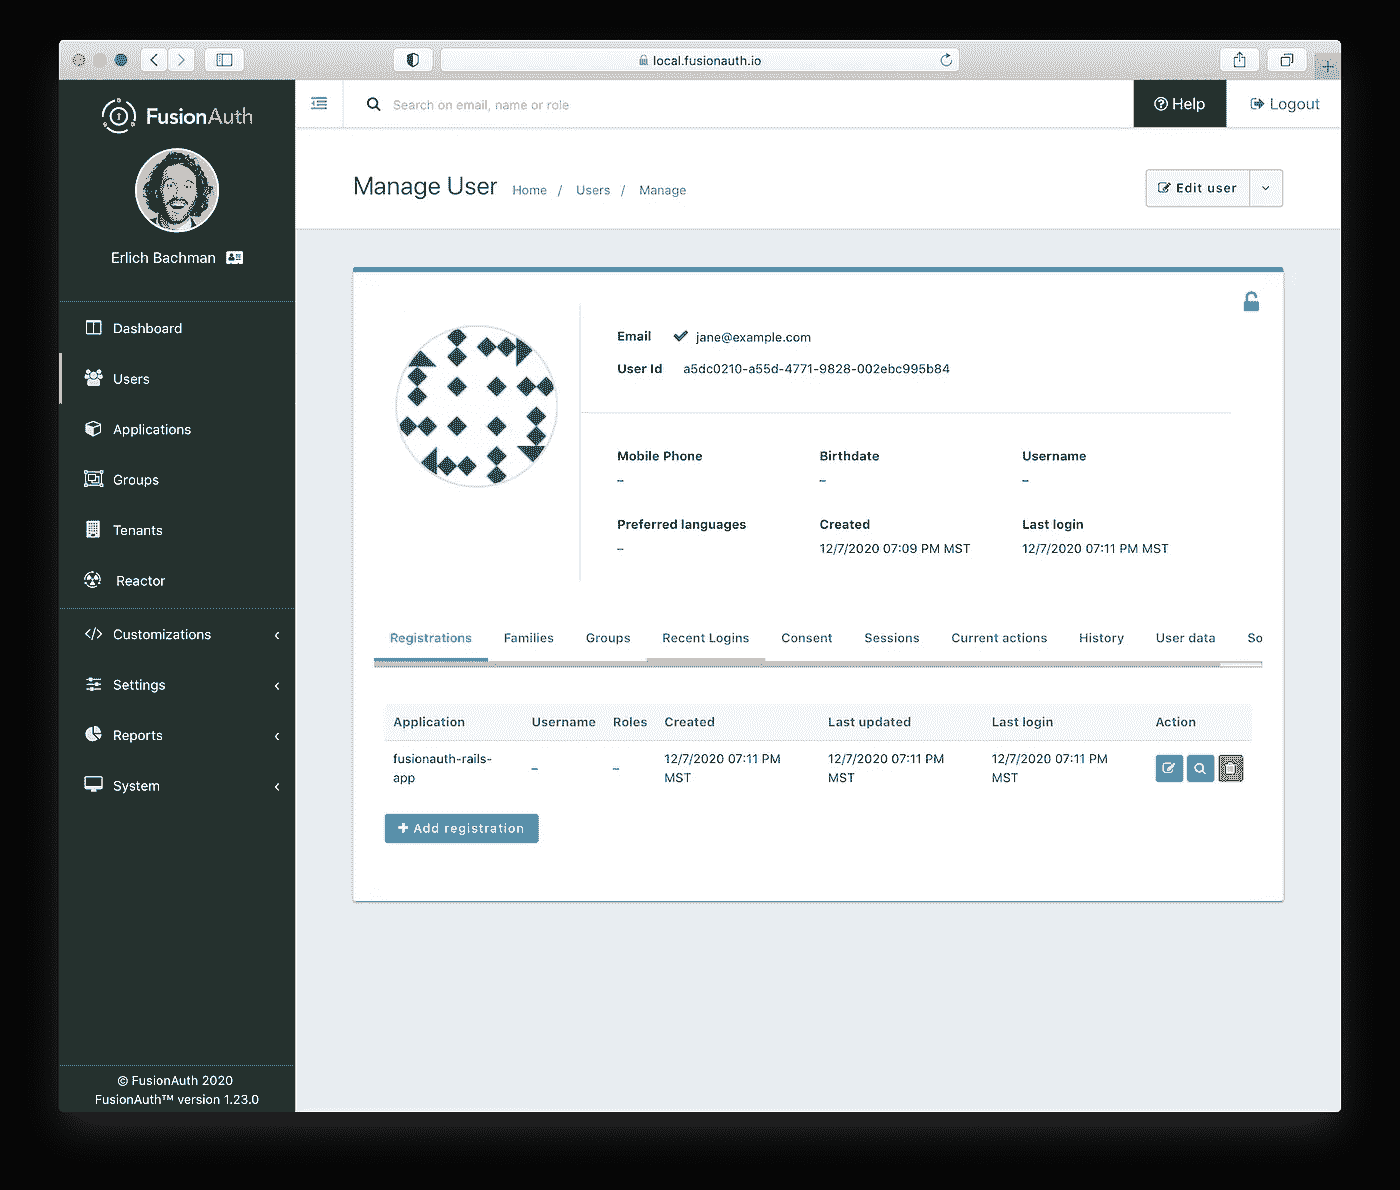 local.fusionauth.io
FusionAuth
Search on email, name or role
Help
Logout
Erlich Bachman
Manage User
Home / Users / Manage
Edit user
Dashboard
Users
Applications
Groups
Tenants
Reactor
Customizations
Settings
Reports
System
Email jane@example.com
User Id a5dc0210-a55d-4771-9828-002ebc995b84
Mobile Phone Birthdate Username
– – –
Preferred languages Created Last login
– 12/7/2020 07:09 PM MST 12/7/2020 07:11 PM MST
Registrations Families Groups Recent Logins Consent Sessions Current actions History User data So
Application Username Roles Created Last updated Last login Action
fusionauth-rails- – – 12/7/2020 07:11 PM 12/7/2020 07:11 PM 12/7/2020 07:11 PM
app MST MST MST
Add registration
© FusionAuth 2020
FusionAuth™ version 1.23.0